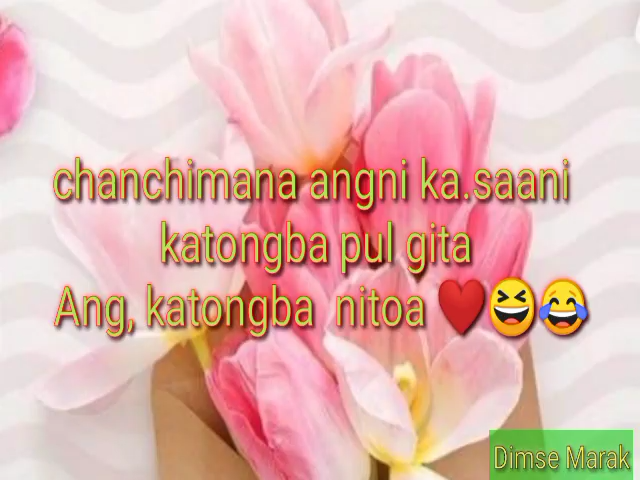 chanchimana angni ka.saani
katongba pul gita
Ang, katongba nitoa ❤️😆😂
Dimse Marak